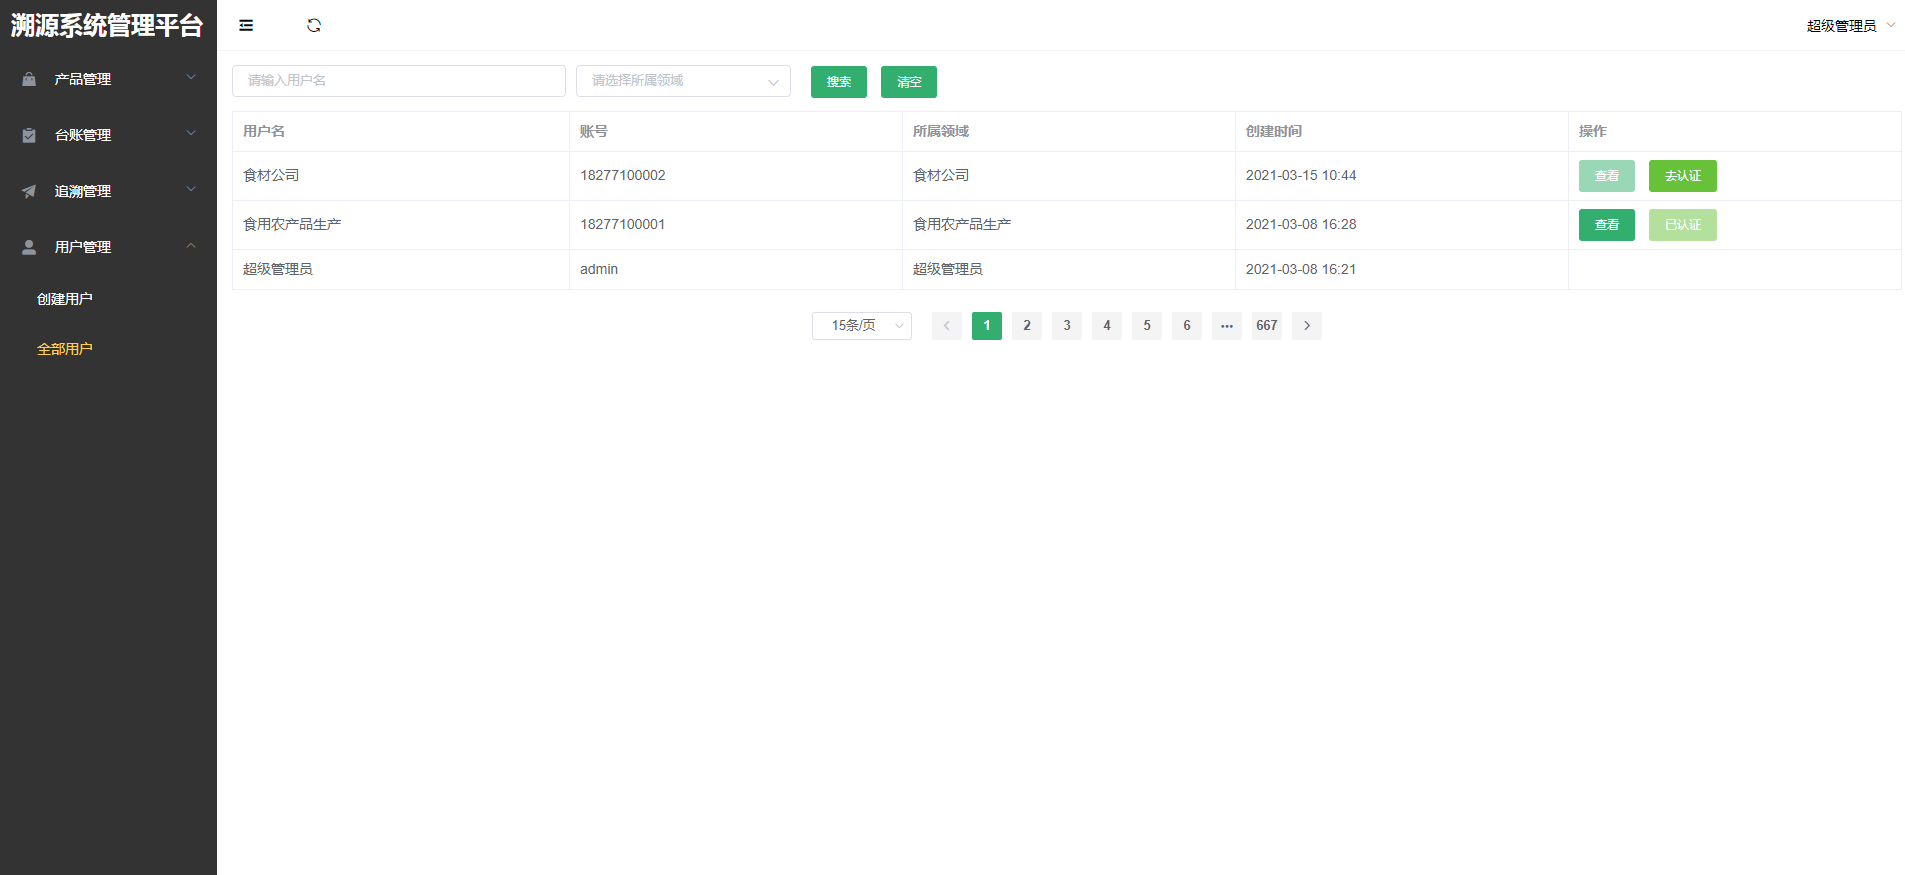 溯源系统管理平台
产品管理
台账管理
追溯管理
用户管理
创建用户
全部用户
超级管理员
请输入用户名
请选择所属领域
搜索
清空
用户名 账号 所属领域 创建时间 操作
食材公司 18277100002 食材公司 2021-03-15 10:44 查看 去认证
食用农产品生产 18277100001 食用农产品生产 2021-03-08 16:28 查看 已认证
超级管理员 admin 超级管理员 2021-03-08 16:21
15条/页 1 2 3 4 5 6 ••• 667